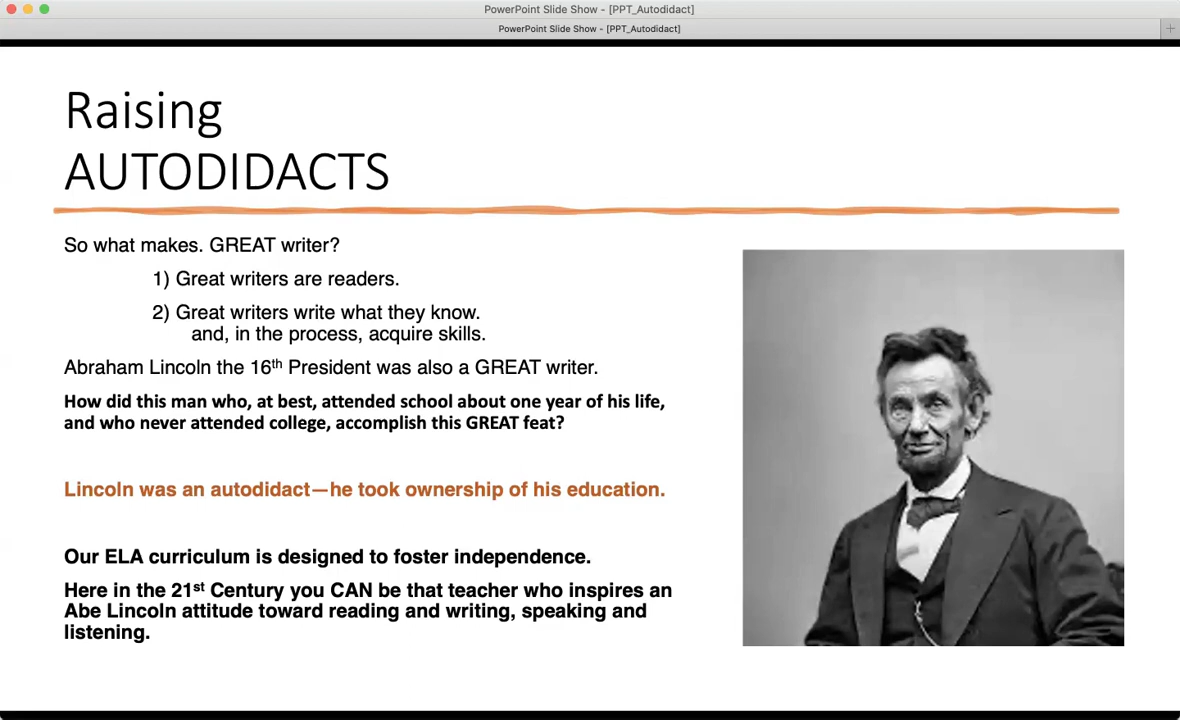 PowerPoint Slide Show - [PPT_Autodidact]
PowerPoint Slide Show - [PPT_Autodidact]
Raising
AUTODIDACTS
So what makes. GREAT writer?
1) Great writers are readers.
2) Great writers write what they know.
and, in the process, acquire skills.
Abraham Lincoln the 16th President was also a GREAT writer.
How did this man who, at best, attended school about one year of his life,
and who never attended college, accomplish this GREAT feat?
Lincoln was an autodidact—he took ownership of his education.
Our ELA curriculum is designed to foster independence.
Here in the 21st Century you CAN be that teacher who inspires an
Abe Lincoln attitude toward reading and writing, speaking and
listening.